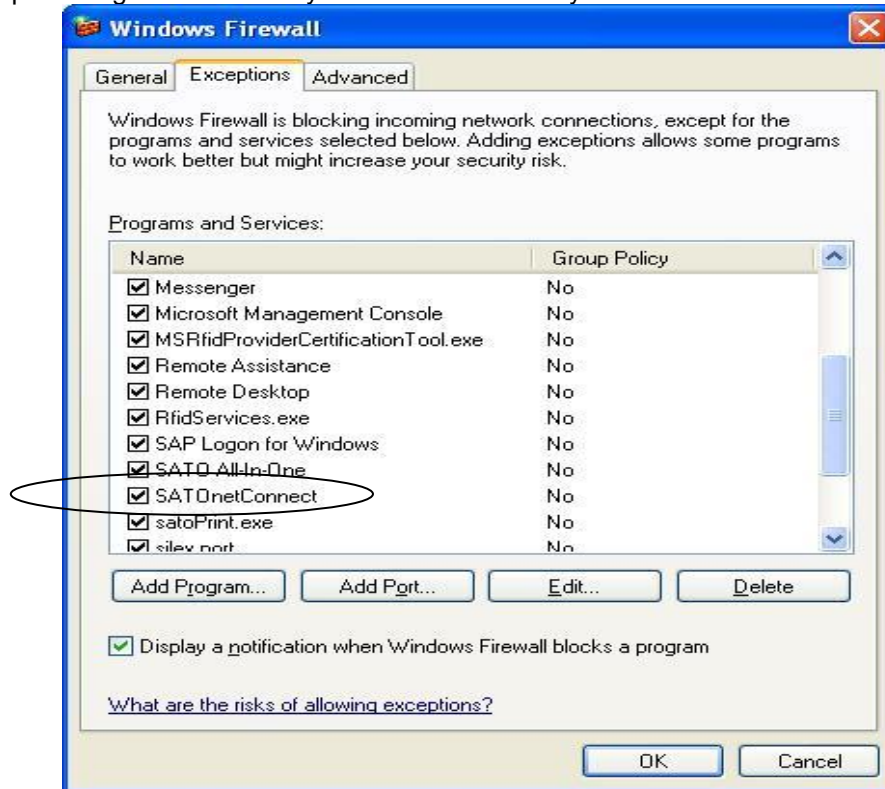 Windows Firewall
General Exceptions Advanced
Windows Firewall is blocking incoming network connections, except for the
programs and services selected below. Adding exceptions allows some programs
to work better but might increase your security risk.
Programs and Services:
Name Group Policy
Messenger No
Microsoft Management Console No
MSRfidProviderCertificationTool.exe No
Remote Assistance No
Remote Desktop No
RfidServices.exe No
SAP Logon for Windows No
SATO All-In-One No
SATOnetConnect No
satoPrint.exe No
silex port No
Add Program... Add Port... Edit... Delete
Display a notification when Windows Firewall blocks a program
What are the risks of allowing exceptions?
OK Cancel